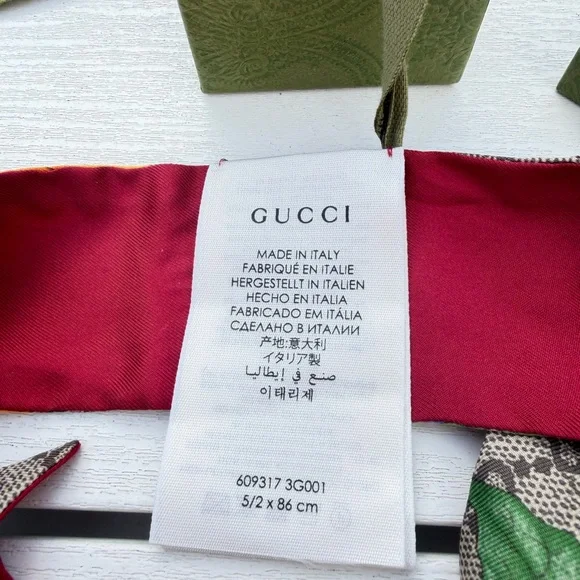 GUCCI
MADE IN ITALY
FABRIQUÉ EN ITALIE
HERGESTELLT IN ITALIEN
HECHO EN ITALIA
FABRICADO EM ITÁLIA
СДЕЛАНО В ИТАЛИИ
产地:意大利
イタリア製
صنع في إيطاليا
이태리제
609317 3G001
5/2 x 86 cm